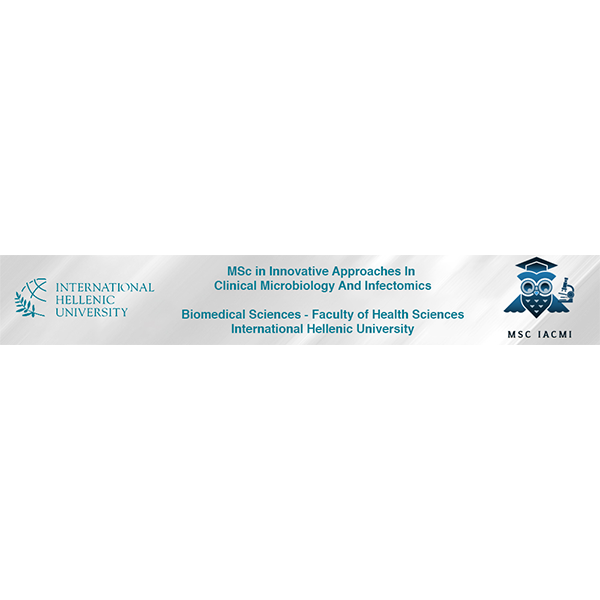 INTERNATIONAL
HELLENIC
UNIVERSITY
MSc in Innovative Approaches In
Clinical Microbiology And Infectomics
Biomedical Sciences - Faculty of Health Sciences
International Hellenic University
MSC IACMI